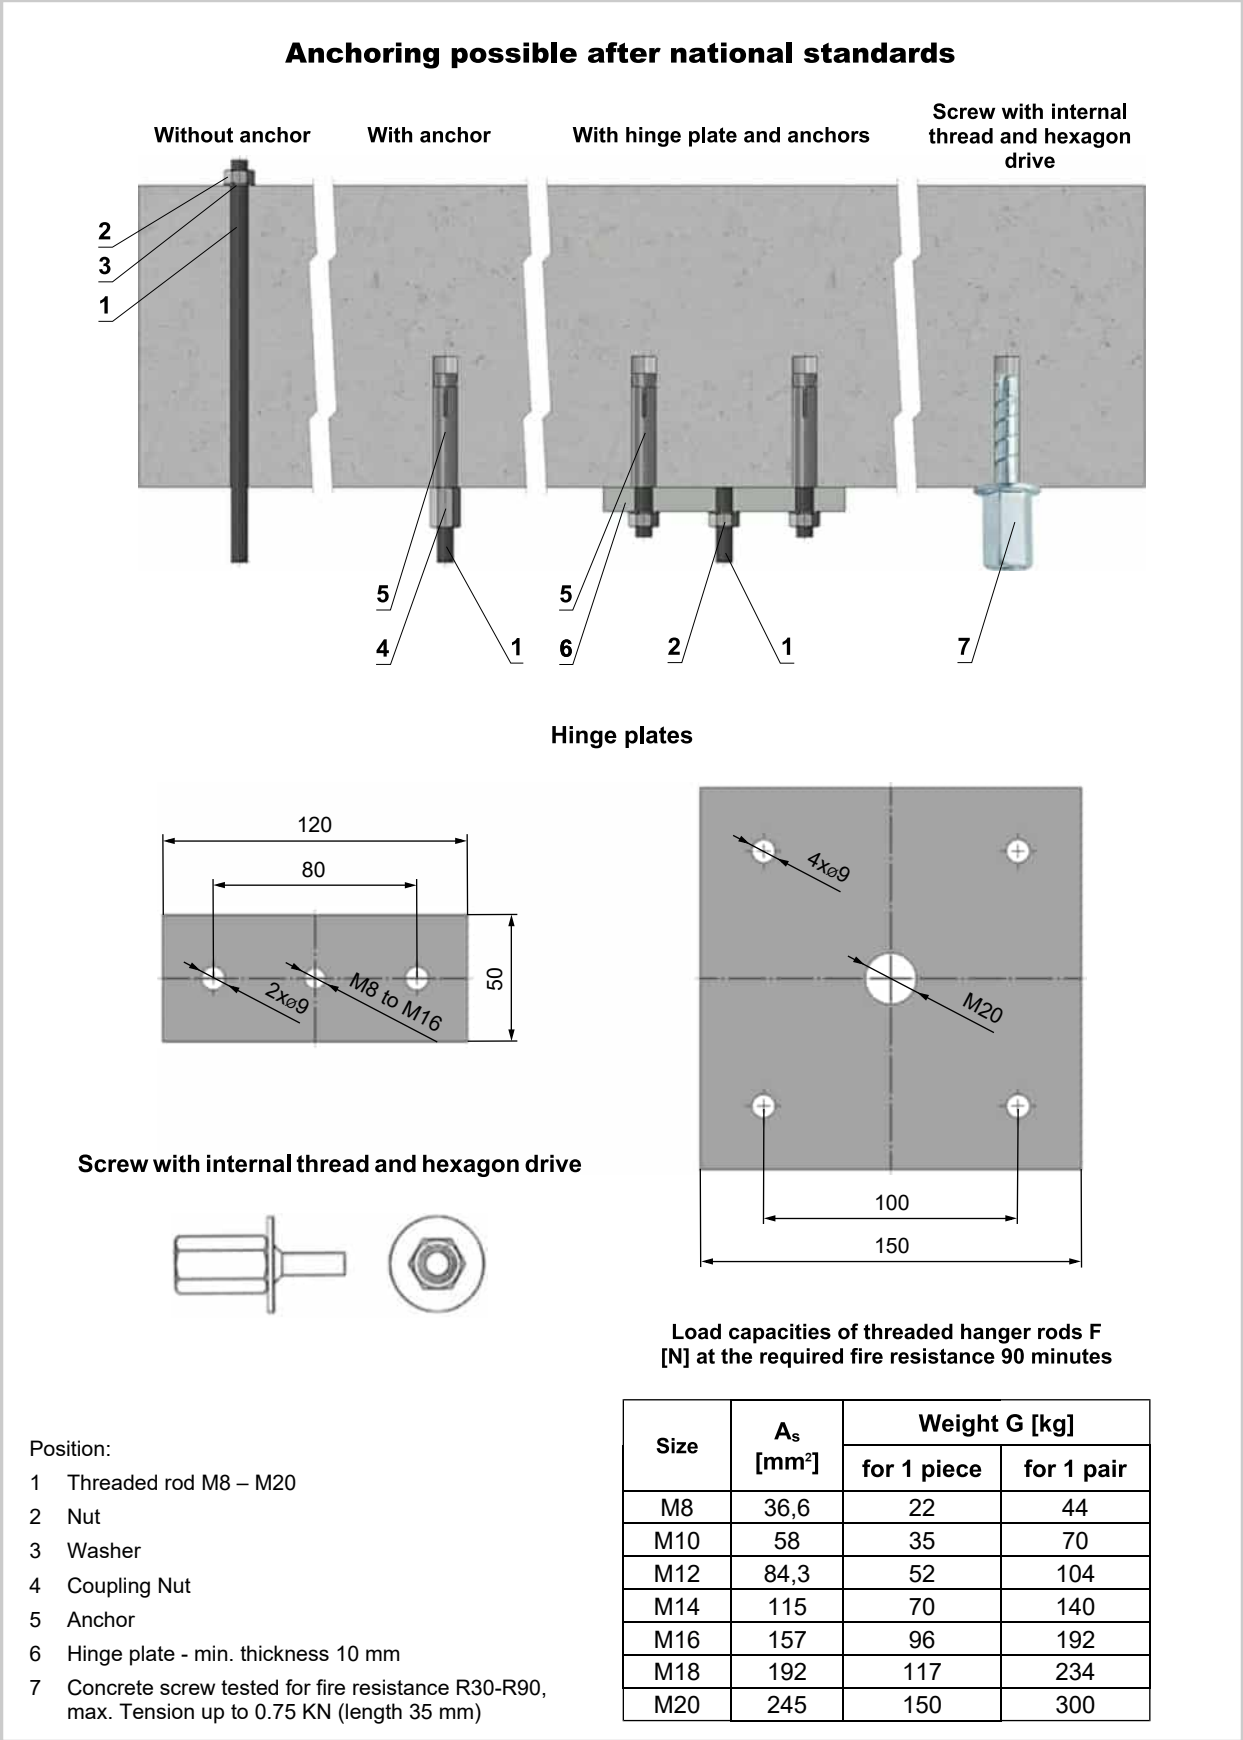 Anchoring possible after national standards
Without anchor
With anchor
With hinge plate and anchors
Screw with internal
thread and hexagon
drive
2
3
1
5
4
1
5
6
2
1
7
Hinge plates
120
80
50
2xø9
M8 to M16
4xø9
M20
100
150
Screw with internal thread and hexagon drive
Load capacities of threaded hanger rods F
[N] at the required fire resistance 90 minutes
Size
As
[mm²]
Weight G [kg]
for 1 piece
for 1 pair
M8 36,6 22 44
M10 58 35 70
M12 84,3 52 104
M14 115 70 140
M16 157 96 192
M18 192 117 234
M20 245 150 300
Position:
1 Threaded rod M8 – M20
2 Nut
3 Washer
4 Coupling Nut
5 Anchor
6 Hinge plate - min. thickness 10 mm
7 Concrete screw tested for fire resistance R30-R90,
max. Tension up to 0.75 KN (length 35 mm)